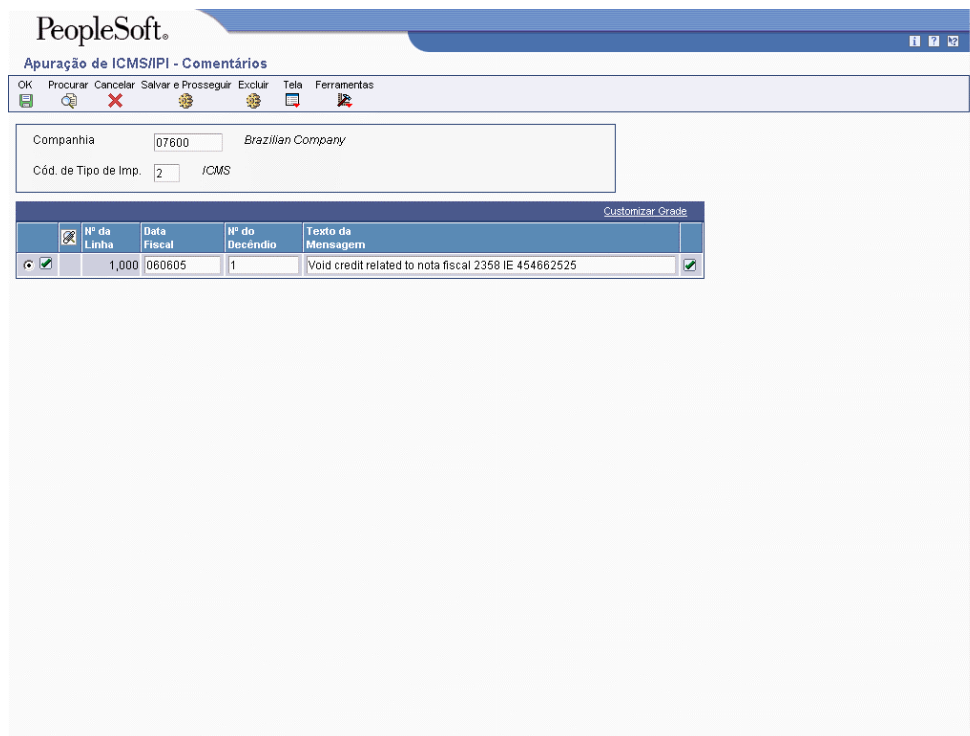 PeopleSoft.
Apuração de ICMS/IPI - Comentários
OK Procurar Cancelar Salvar e Prosseguir Excluir Tela Ferramentas
Companhia 07600 Brazilian Company
Cód. de Tipo de Imp. 2 ICMS
Customizar Grade
Nº da Linha Data Fiscal Nº do Decéndio Texto da Mensagem
1,000 060605 1 Void credit related to nota fiscal 2358 IE 454662525